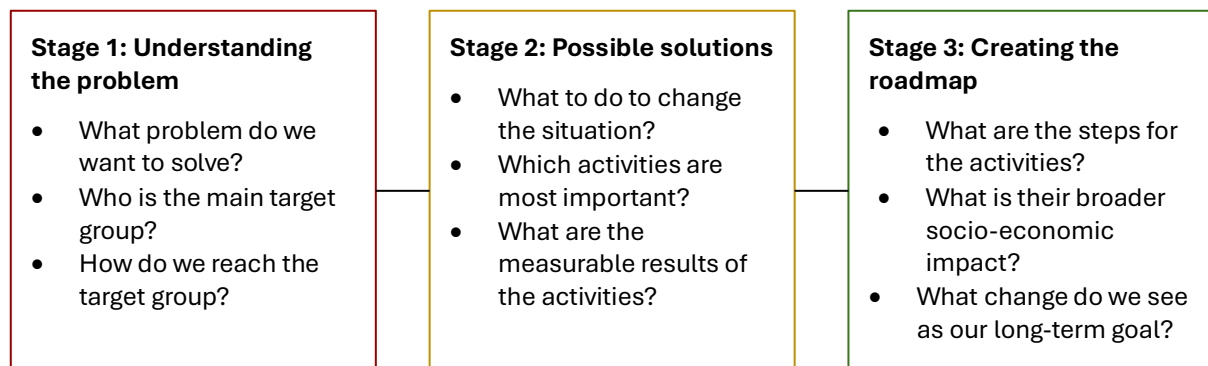 Stage 1: Understanding
the problem
• What problem do we
want to solve?
• Who is the main target
group?
• How do we reach the
target group?
Stage 2: Possible solutions
• What to do to change
the situation?
• Which activities are
most important?
• What are the
measurable results of
the activities?
Stage 3: Creating the
roadmap
• What are the steps for
the activities?
• What is their broader
socio-economic
impact?
• What change do we see
as our long-term goal?